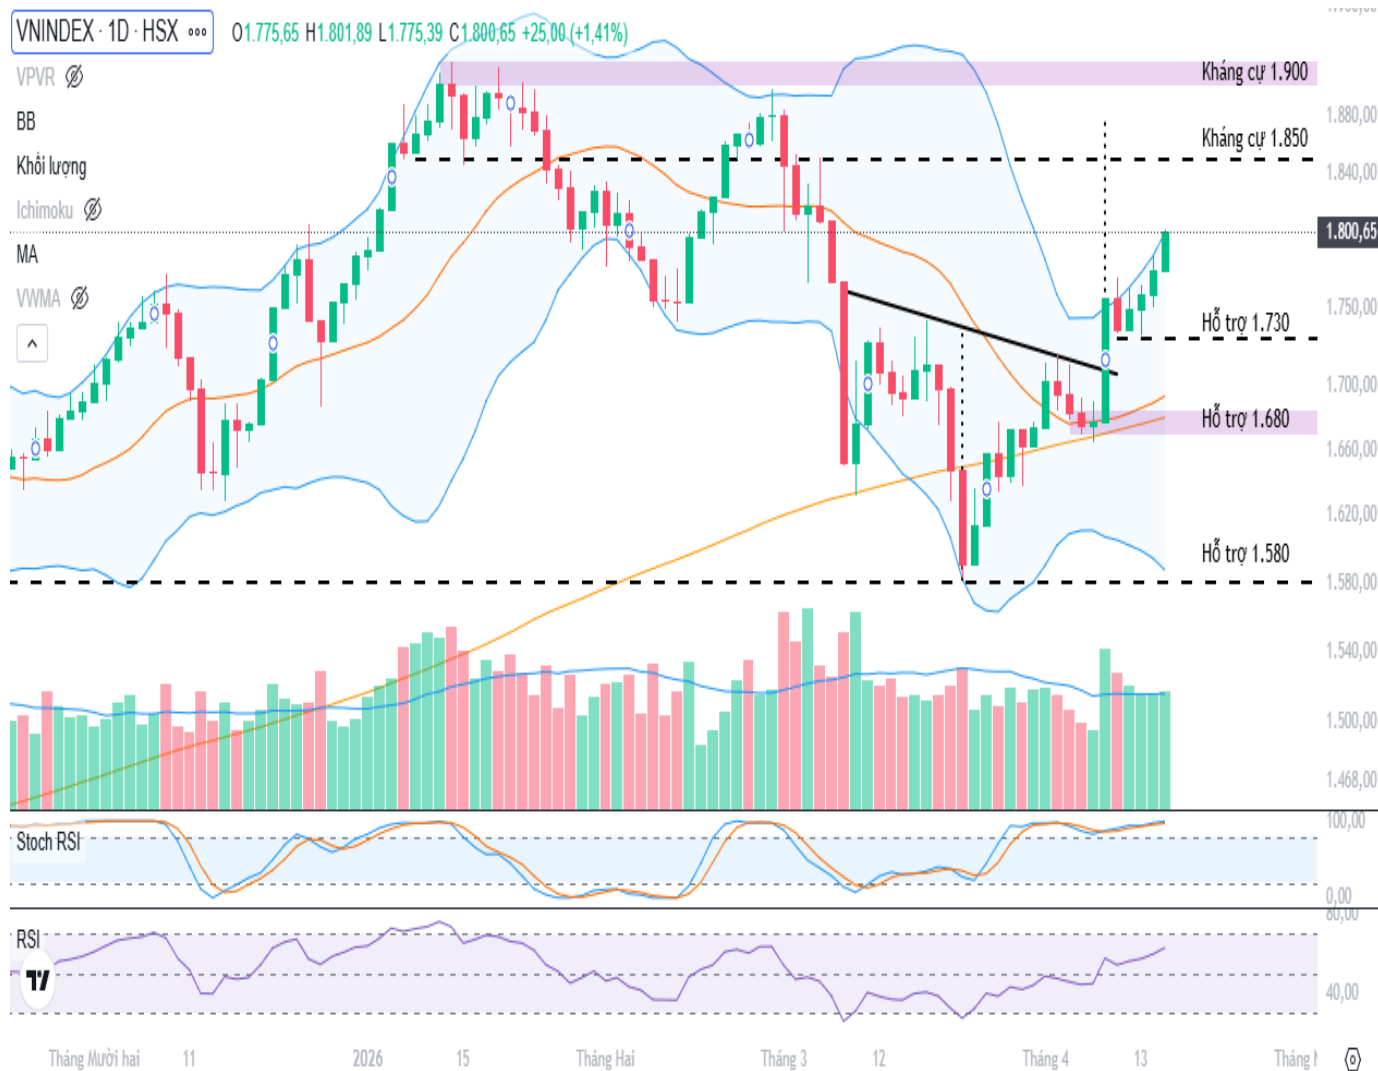 VNINDEX · 1D · HSX ••• O1.775,65 H1.801,89 L1.775,39 C1.800,65 +25,00 (+1,41%)
VPVR
Kháng cự 1.900
BB
1.880,00
Kháng cự 1.850
Khối lượng
1.840,00
Ichimoku
1.800,65
MA
VWMA
1.750,00
Hỗ trợ 1.730
1.700,00
Hỗ trợ 1.680
1.660,00
1.620,00
Hỗ trợ 1.580
1.580,00
1.540,00
1.500,00
1.468,00
100,00
Stoch RSI
0,00
80,00
RSI
40,00
Tháng Mười hai 11 2026 15 Tháng Hai Tháng 3 12 Tháng 4 13 Tháng